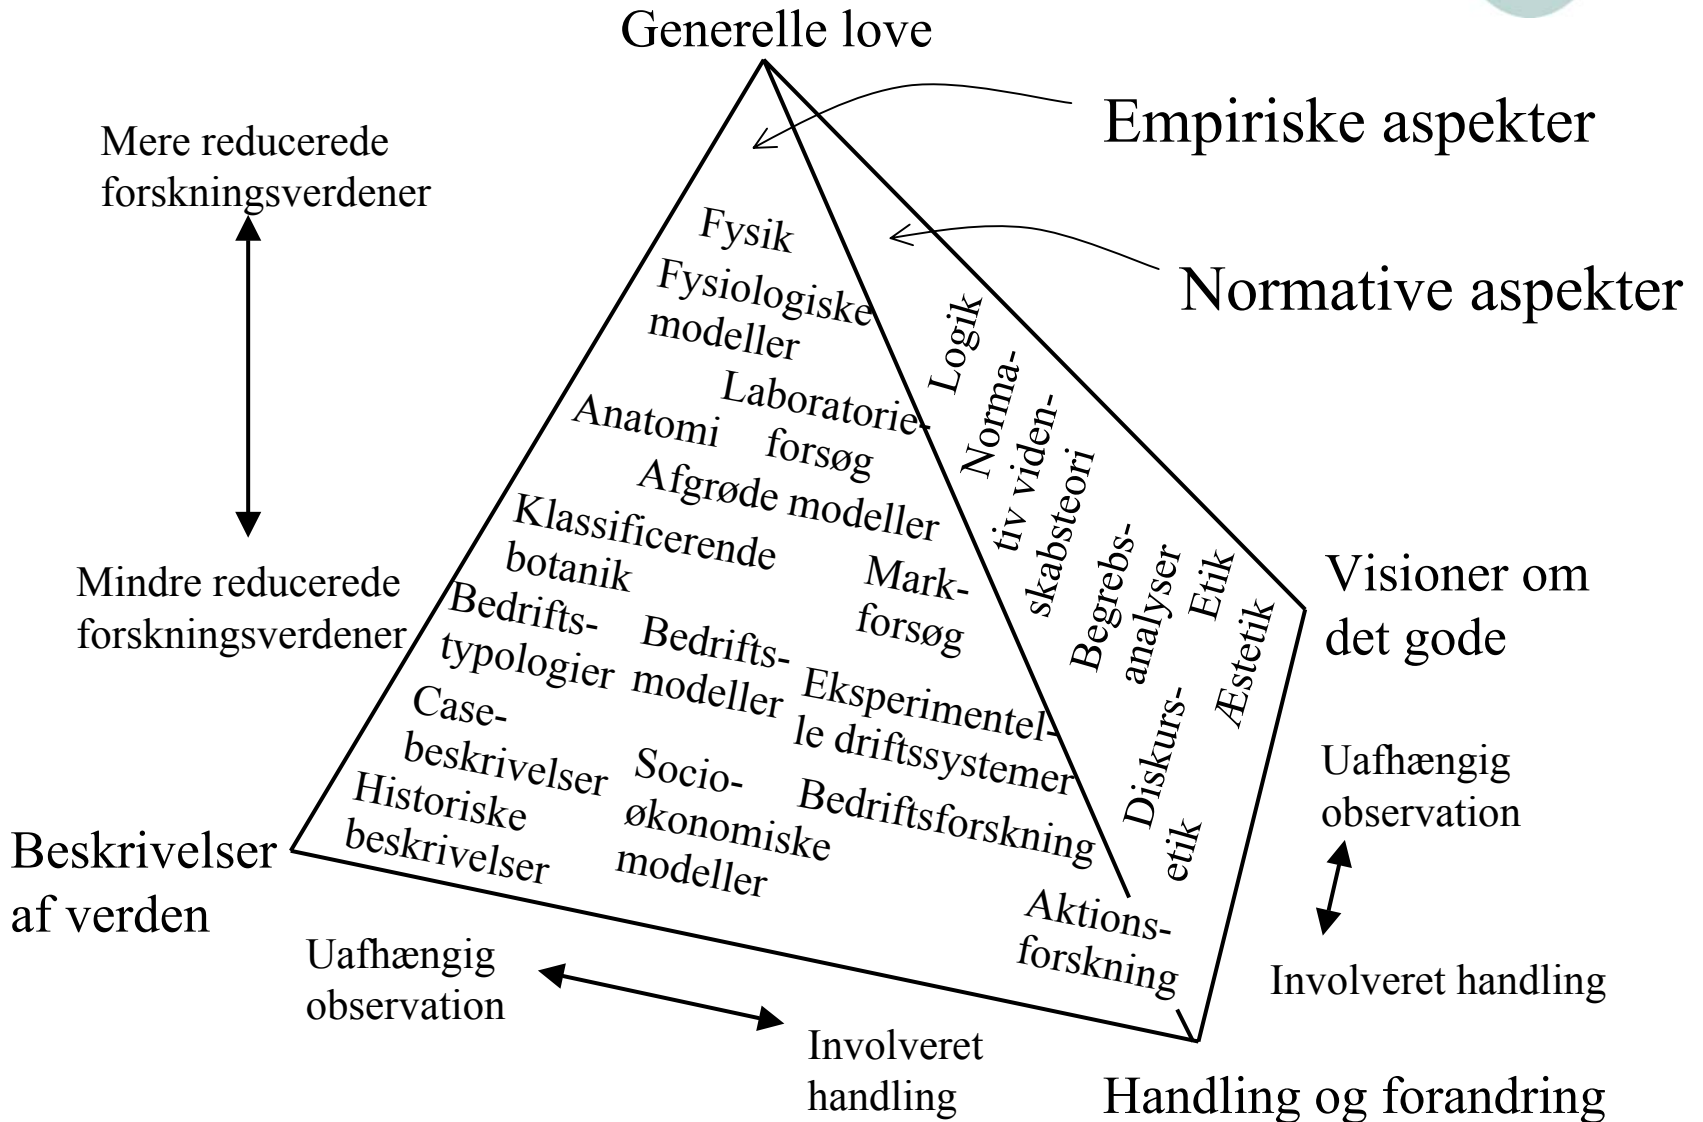 Generelle love
Empiriske aspekter
Mere reducerede
forskningsverdener
Normative aspekter
Fysik
Fysiologiske
modeller
Laboratorie-
forsøg
Anatomi
Afgrøde modeller
Klassificerende
botanik
Mark-
forsøg
Mindre reducerede
forskningsverdener
Bedrifts-
typologier
Bedrifts-
modeller
Eksperimentel-
le driftssystemer
Case-
beskrivelser
Socio-
økonomiske
modeller
Bedriftsforskning
Historiske
beskrivelser
Aktions-
forskning
Logik
Norma-
tiv viden-
skabsteori
Begrebs-
analyser
Etik
Æstetik
Diskurs-
etik
Visioner om
det gode
Uafhængig
observation
Involveret handling
Beskrivelser
af verden
Uafhængig
observation
Involveret
handling
Handling og forandring